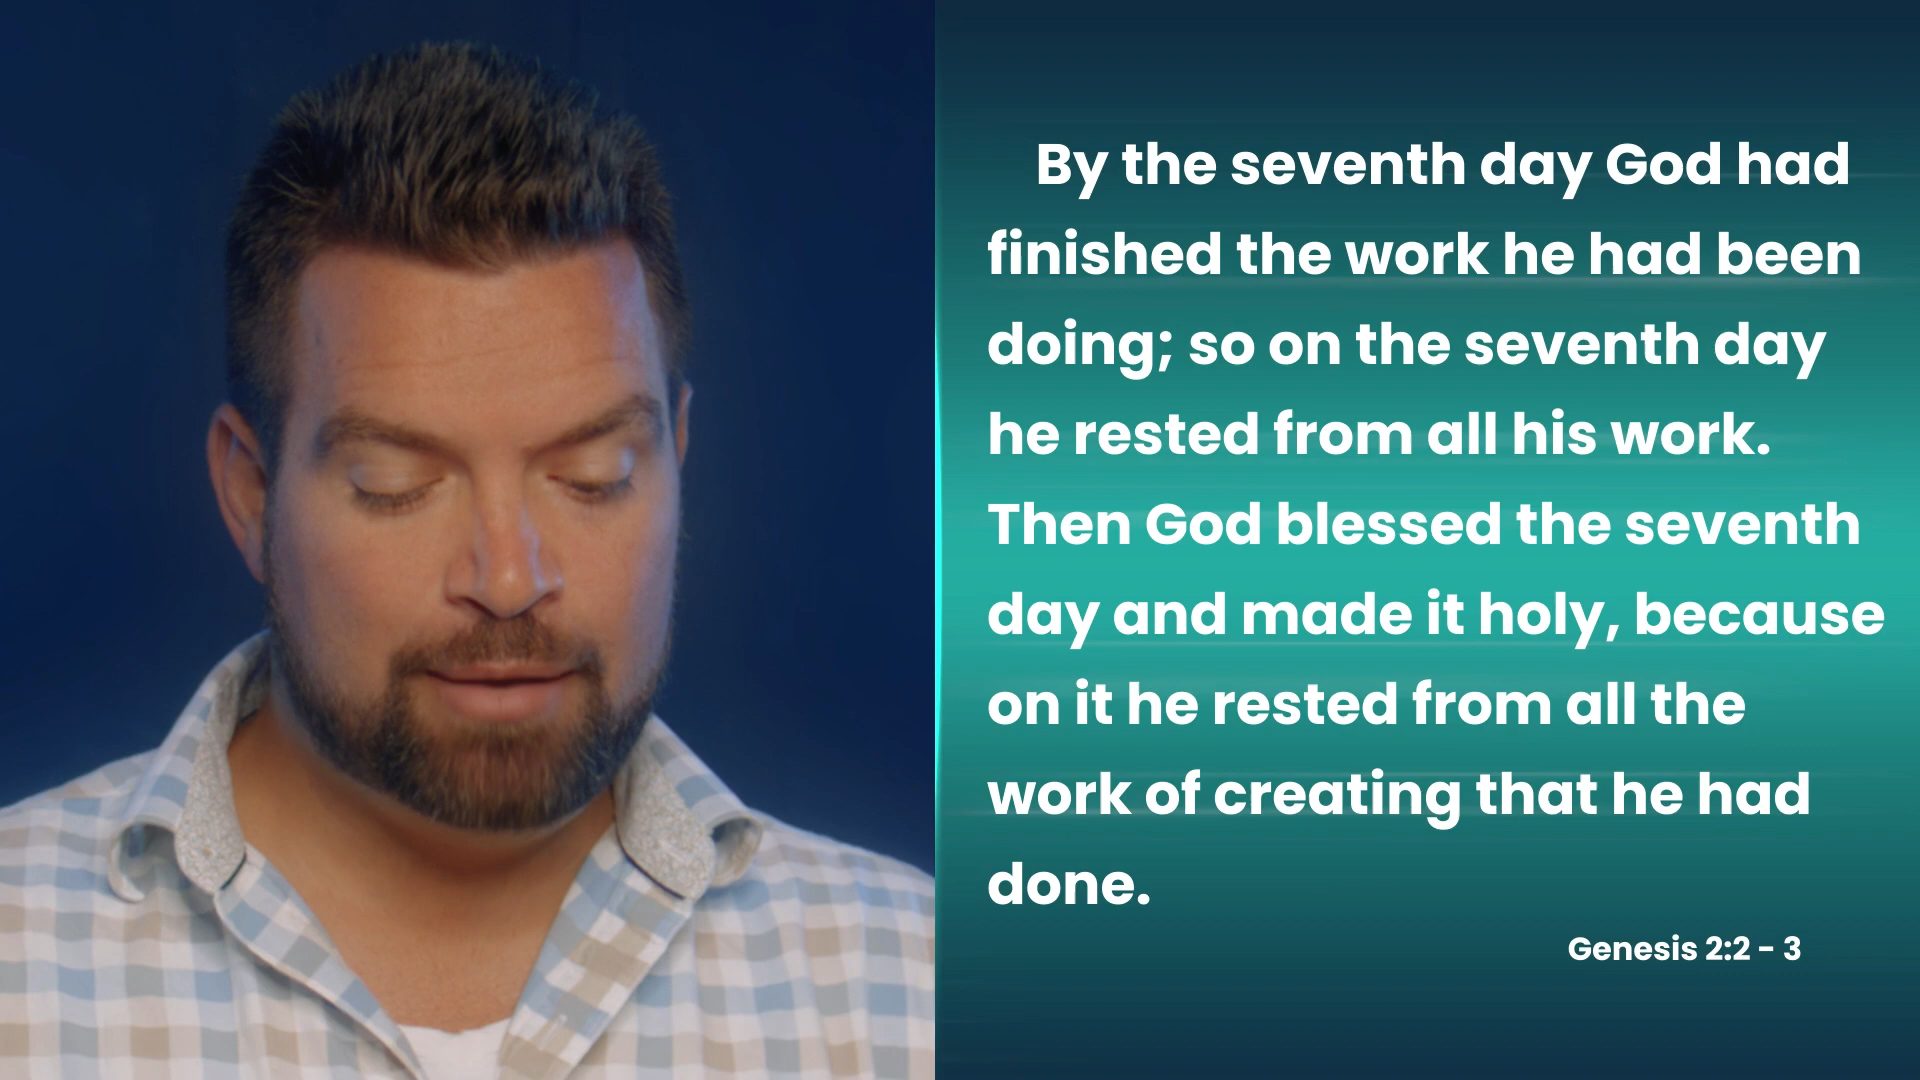 By the seventh day God had
finished the work he had been
doing; so on the seventh day
he rested from all his work.
Then God blessed the seventh
day and made it holy, because
on it he rested from all the
work of creating that he had
done.
Genesis 2:2 – 3